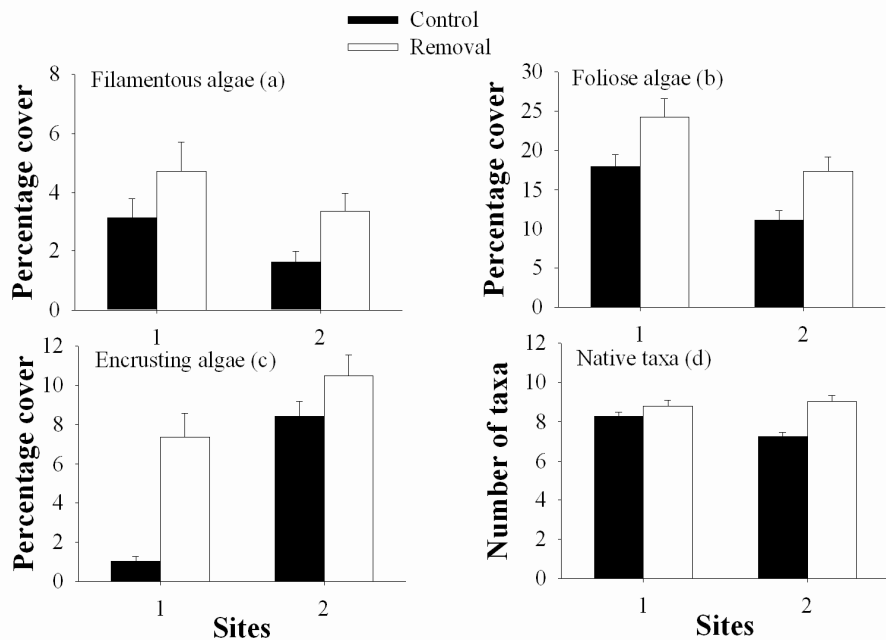 Control
Removal
Filamentous algae (a)
Percentage cover
8
6
4
2
0
1
2
Foliose algae (b)
Percentage cover
30
25
20
15
10
5
0
1
2
Encrusting algae (c)
Percentage cover
12
10
8
6
4
2
0
1
2
Sites
Native taxa (d)
Number of taxa
12
10
8
6
4
2
0
1
2
Sites